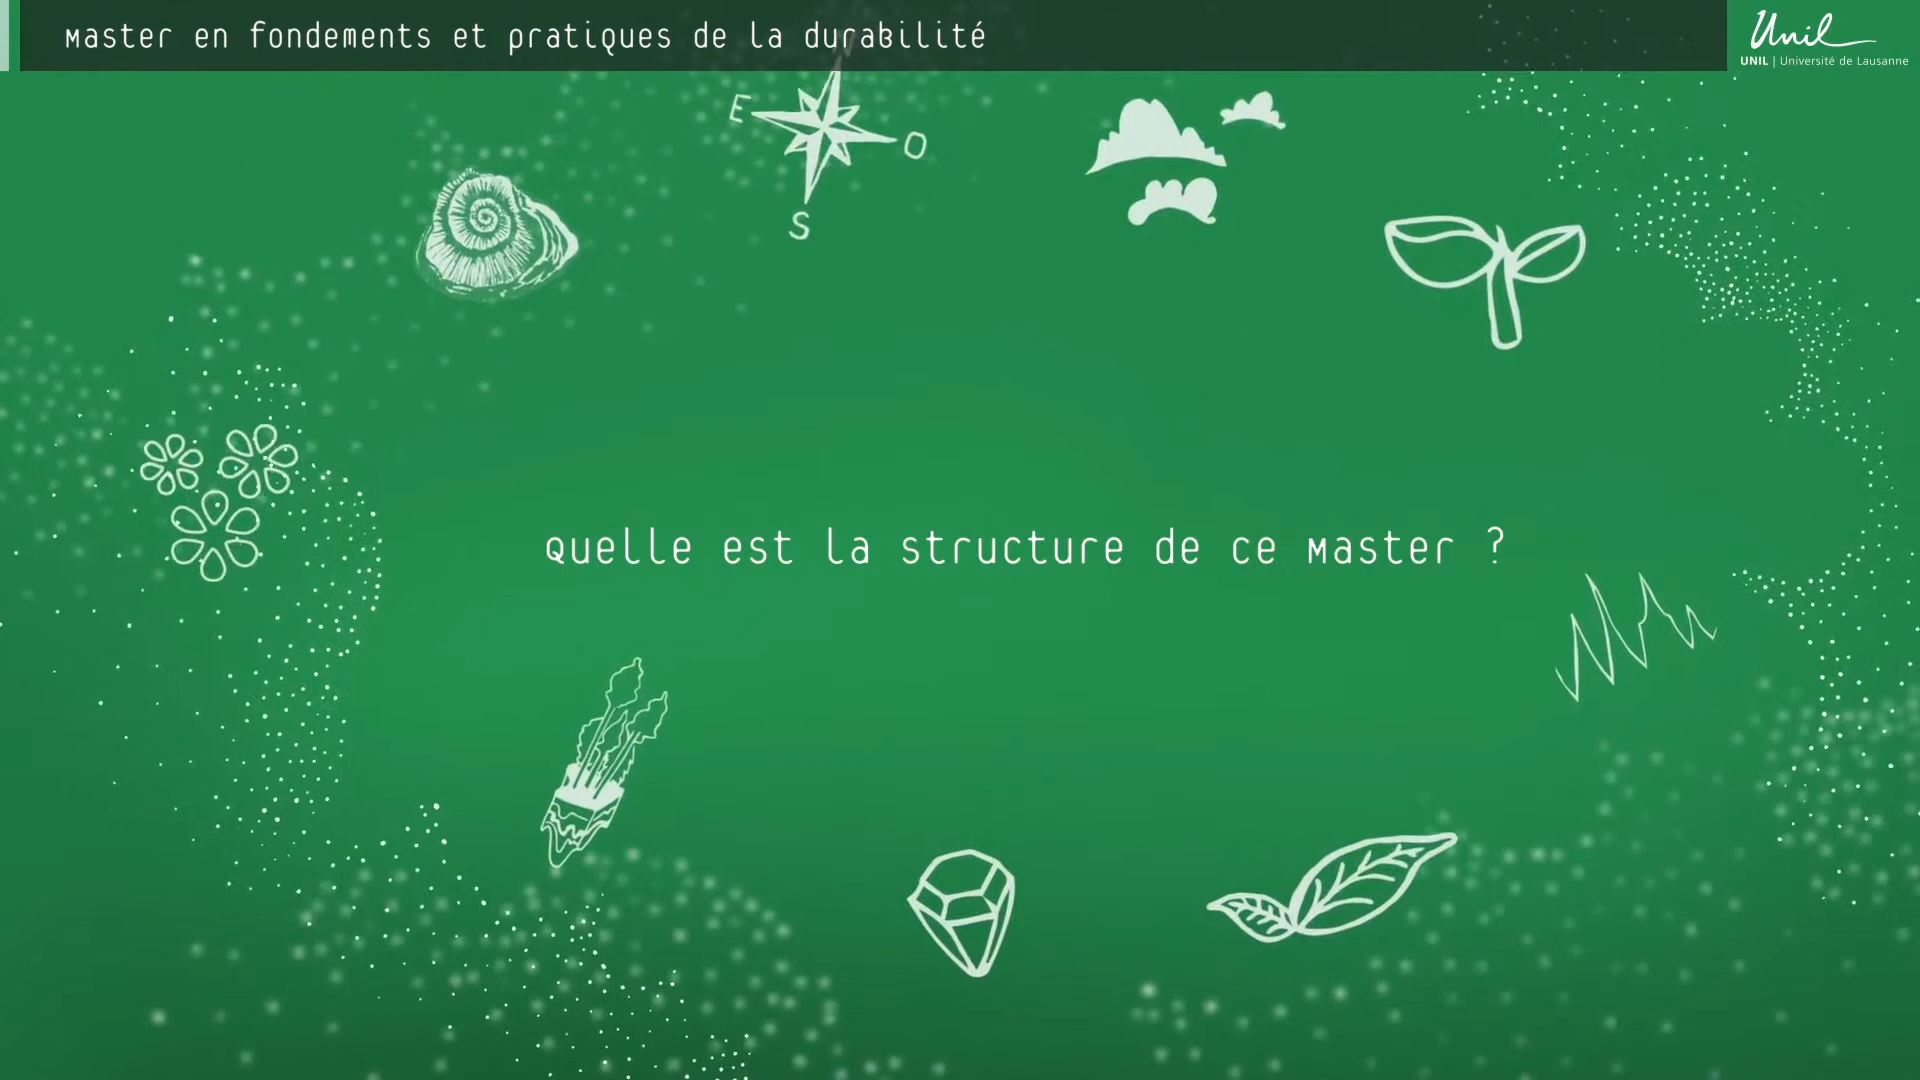 Master en fondements et pratiques de la durabilité
Unil
UNIL | Université de Lausanne
E
O
S
Quelle est la structure de ce Master ?